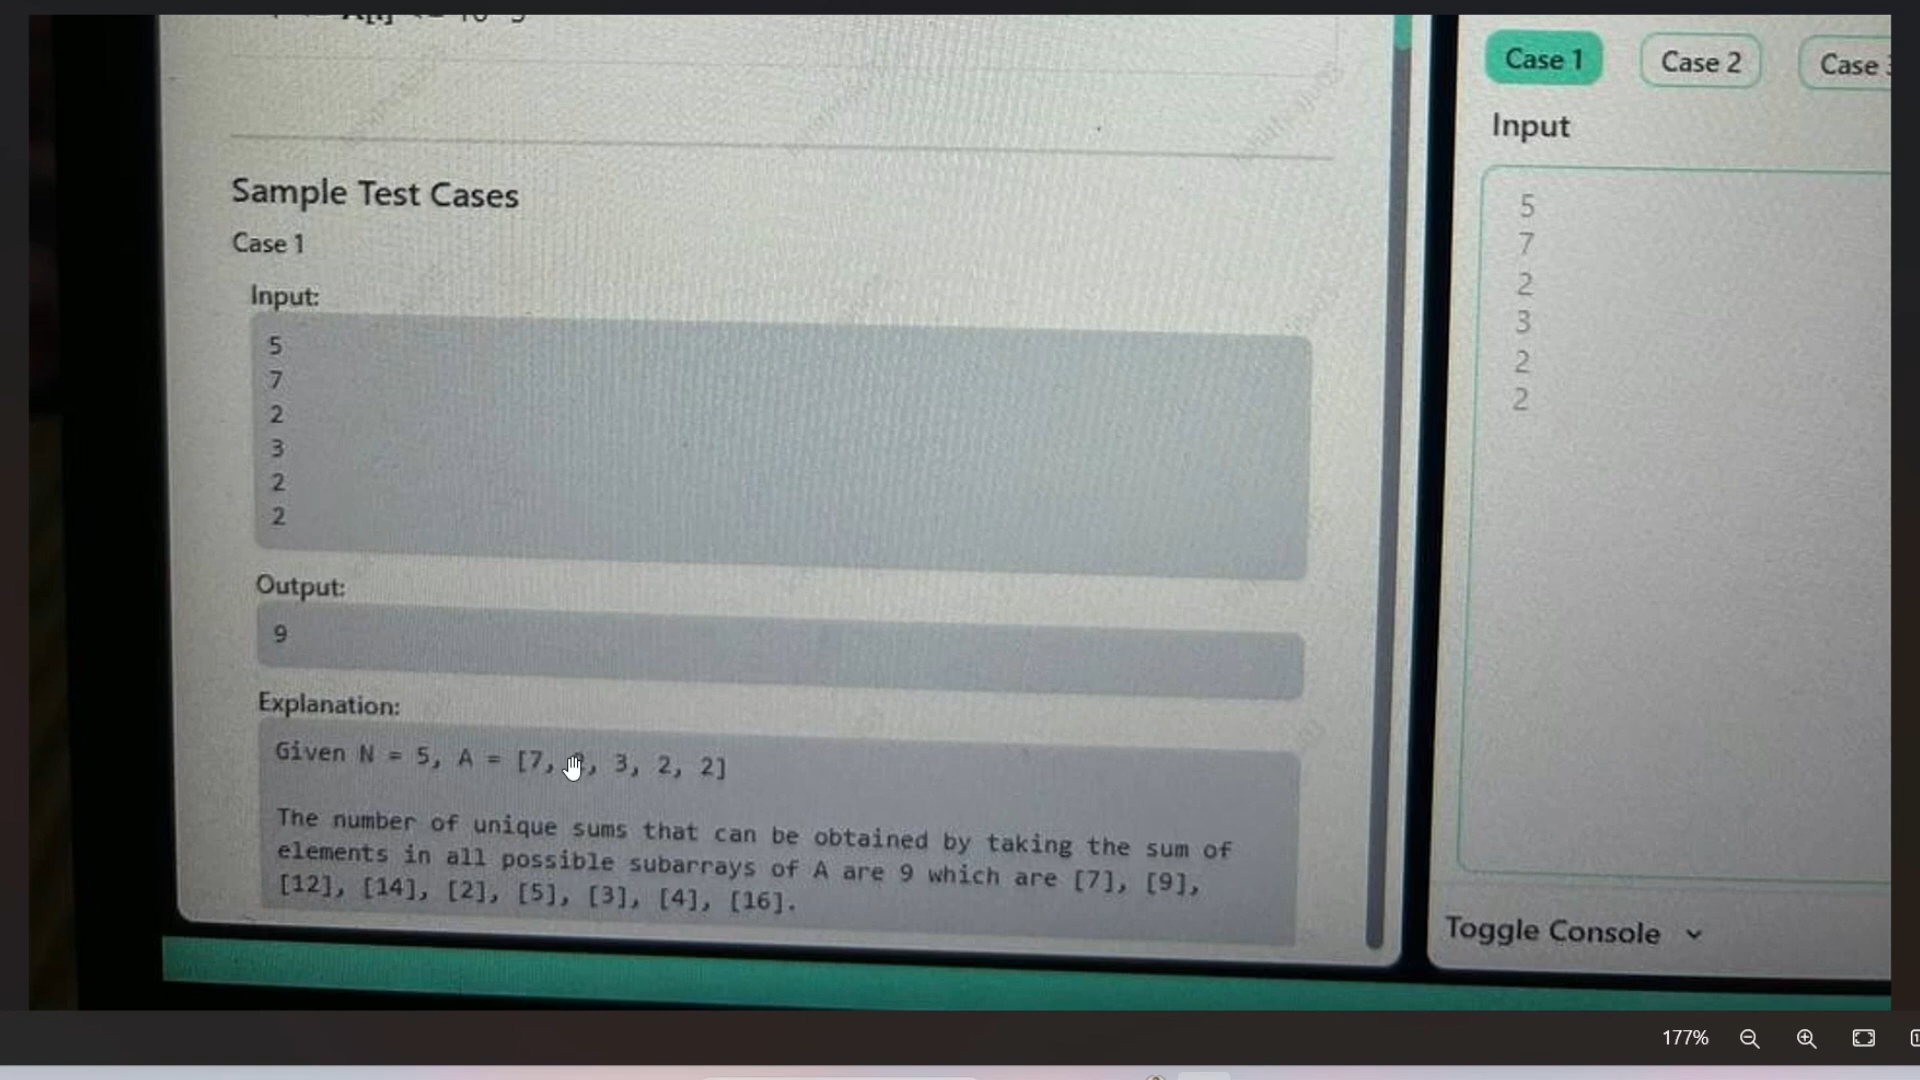 Sample Test Cases
Case 1
Input:
5
7
2
3
2
2
Output:
9
Explanation:
Given N = 5, A = [7, , 3, 2, 2]
The number of unique sums that can be obtained by taking the sum of
elements in all possible subarrays of A are 9 which are [7], [9],
[12], [14], [2], [5], [3], [4], [16].
Case 1
Case 2
Case
Input
5
7
2
3
2
2
Toggle Console
177%